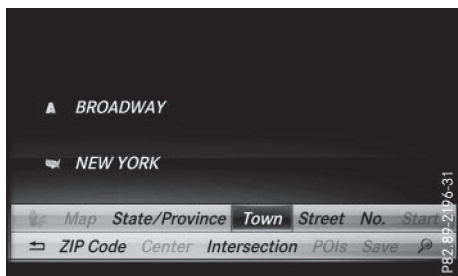 BROADWAY
NEW YORK
Map State/Province Town Street No. Start
ZIP Code Center Intersection POIs Save
P82.89-2196-31